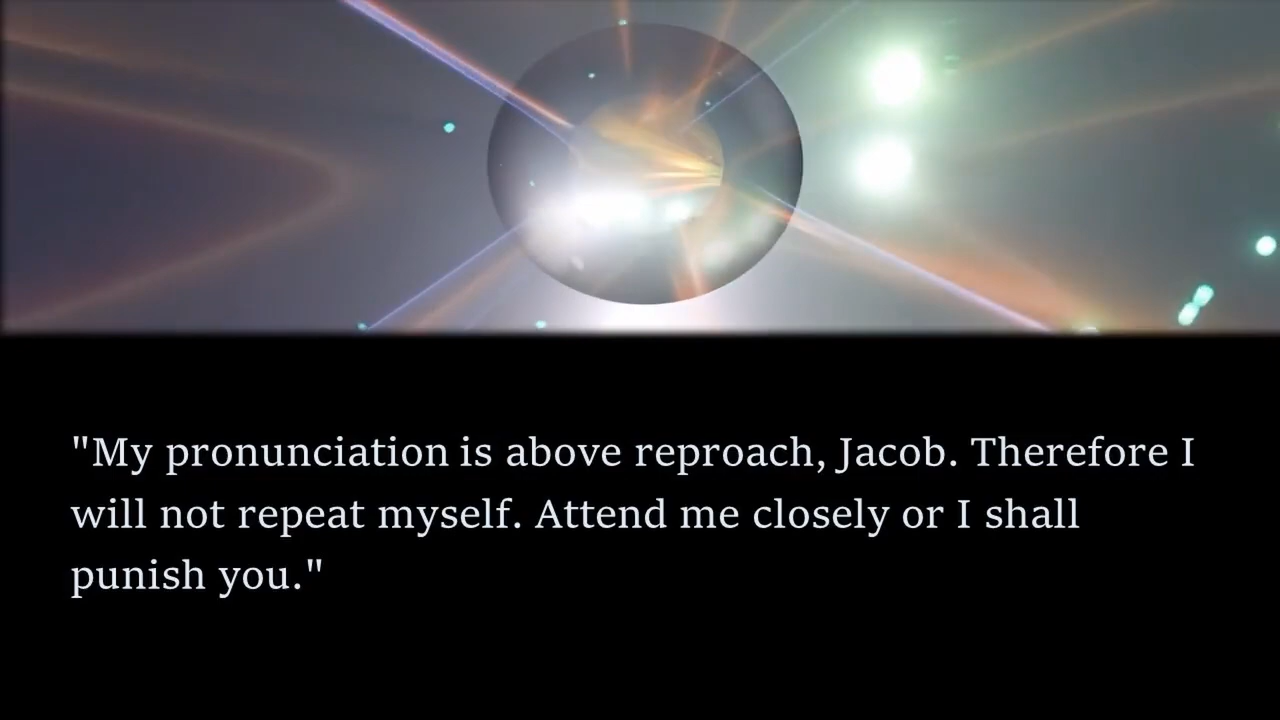 "My pronunciation is above reproach, Jacob. Therefore I
will not repeat myself. Attend me closely or I shall
punish you."